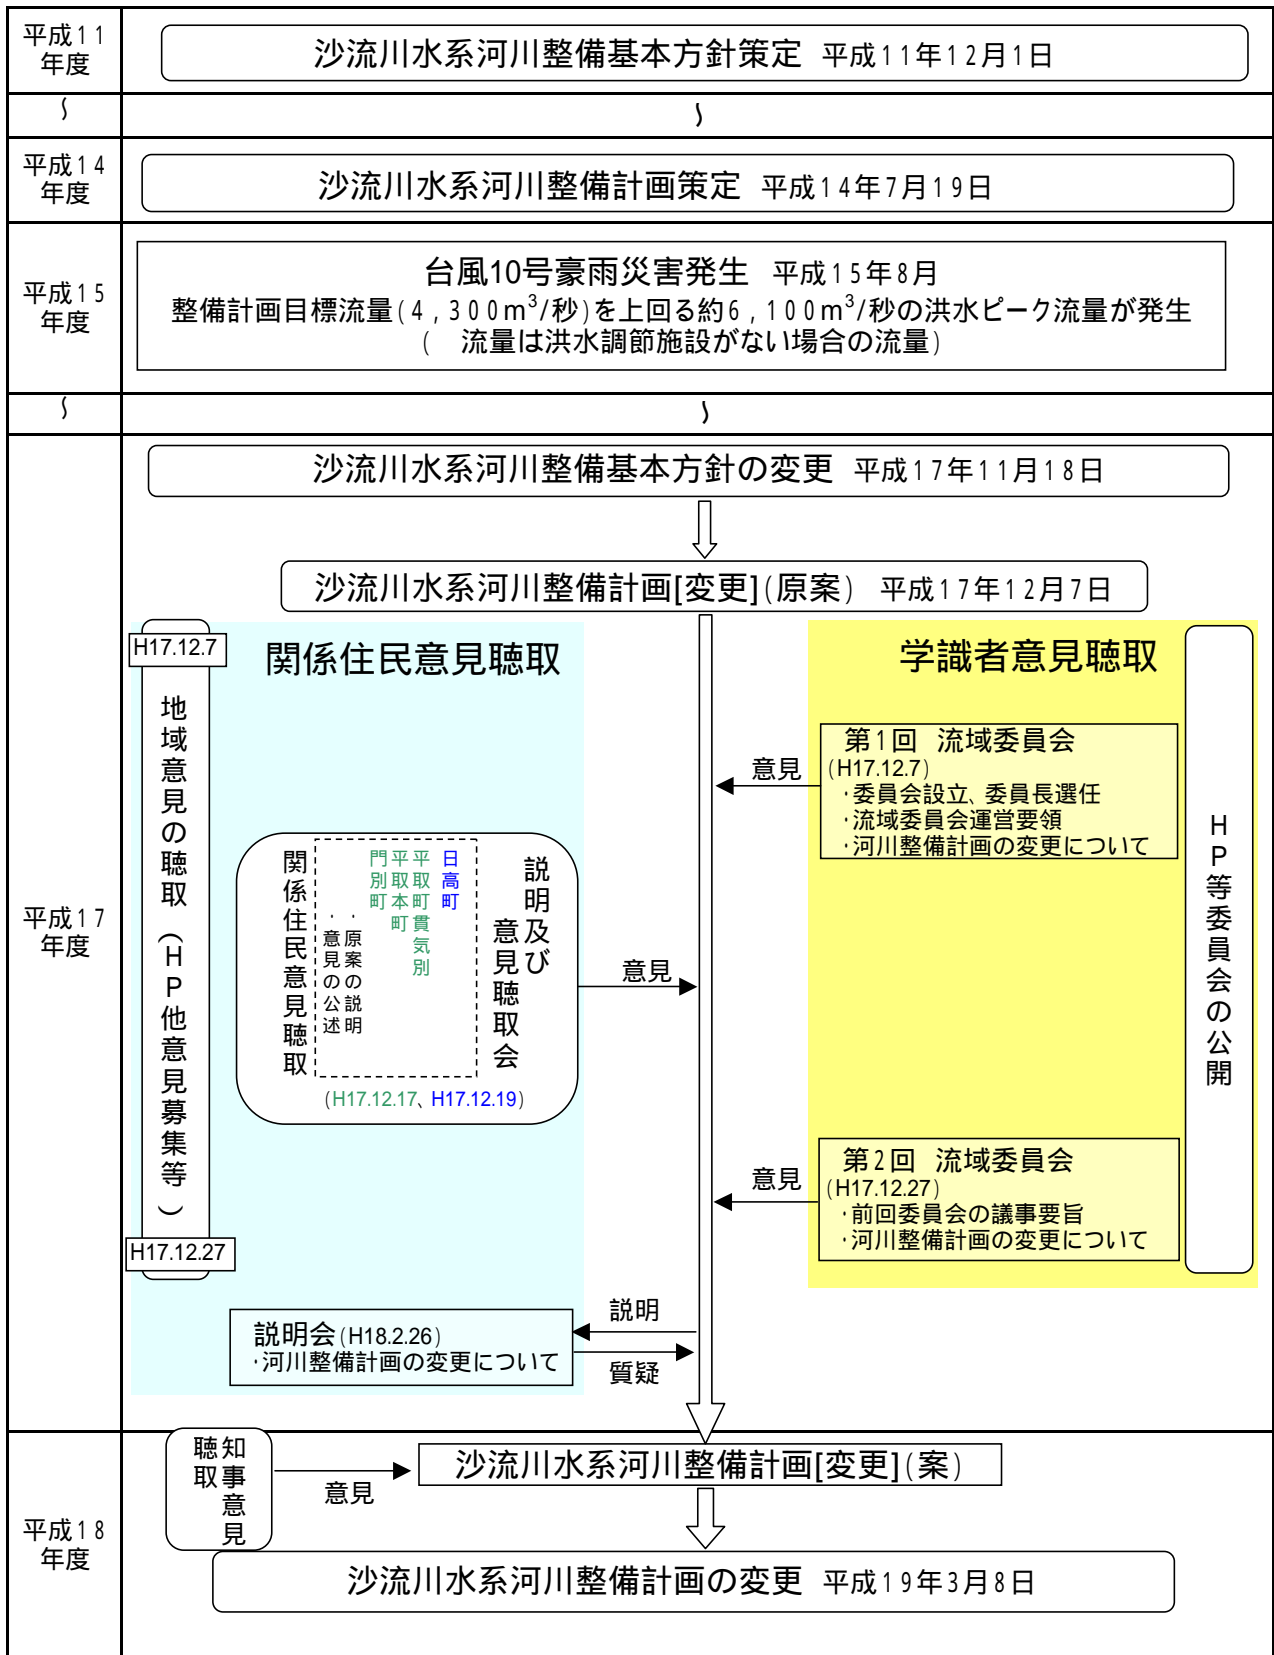 平成11
年度
沙流川水系河川整備基本方針策定 平成11年12月1日
～
～
平成14
年度
沙流川水系河川整備計画策定 平成14年7月19日
平成15
年度
台風10号豪雨災害発生 平成15年8月
整備計画目標流量(4,300m³/秒)を上回る約6,100m³/秒の洪水ピーク流量が発生
( 流量は洪水調節施設がない場合の流量)
～
～
平成17
年度
沙流川水系河川整備基本方針の変更 平成17年11月18日
沙流川水系河川整備計画[変更](原案) 平成17年12月7日
H17.12.7
地域意見の聴取(HP他意見募集等)
H17.12.27
関係住民意見聴取
説明及び
意見聴取会
日高町
平取町貫気別
平取本町
門別町
・原案の説明
・意見の公述
関係住民意見聴取
(H17.12.17、H17.12.19)
意見
学識者意見聴取
HP等委員会の公開
第1回 流域委員会
(H17.12.7)
・委員会設立、委員長選任
・流域委員会運営要領
・河川整備計画の変更について
意見
第2回 流域委員会
(H17.12.27)
・前回委員会の議事要旨
・河川整備計画の変更について
意見
説明会(H18.2.26)
・河川整備計画の変更について
説明
質疑
平成18
年度
知事意見
聴取
意見
沙流川水系河川整備計画[変更](案)
沙流川水系河川整備計画の変更 平成19年3月8日